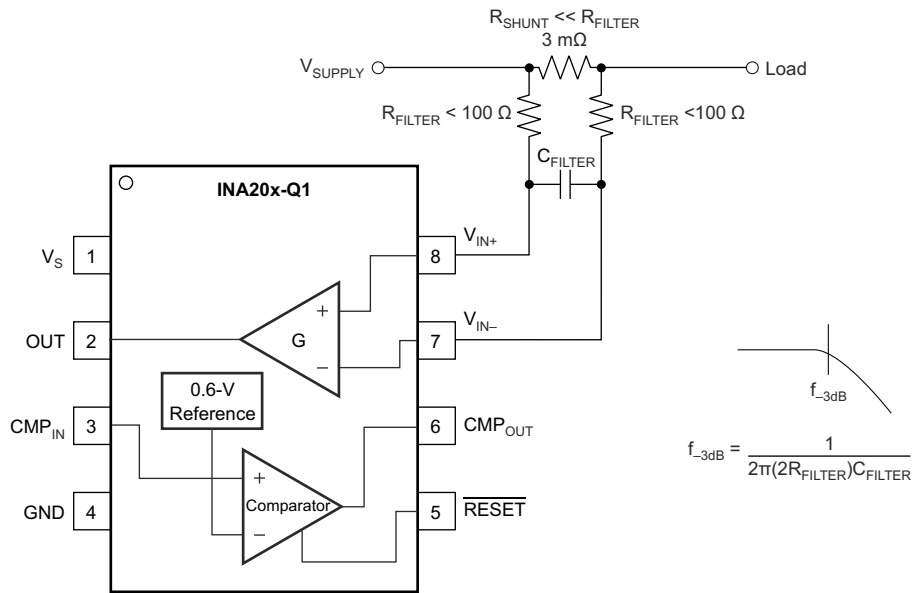 R_SHUNT << R_FILTER
3 mΩ
V_SUPPLY
Load
R_FILTER < 100 Ω
R_FILTER <100 Ω
C_FILTER
INA20x-Q1
V_S
1
OUT
2
CMP_IN
3
GND
4
8
V_IN+
7
V_IN–
6
CMP_OUT
5
RESET
+
G
–
0.6-V
Reference
+
Comparator
–
f_–3dB
f_–3dB = 1 / 2π(2R_FILTER)C_FILTER